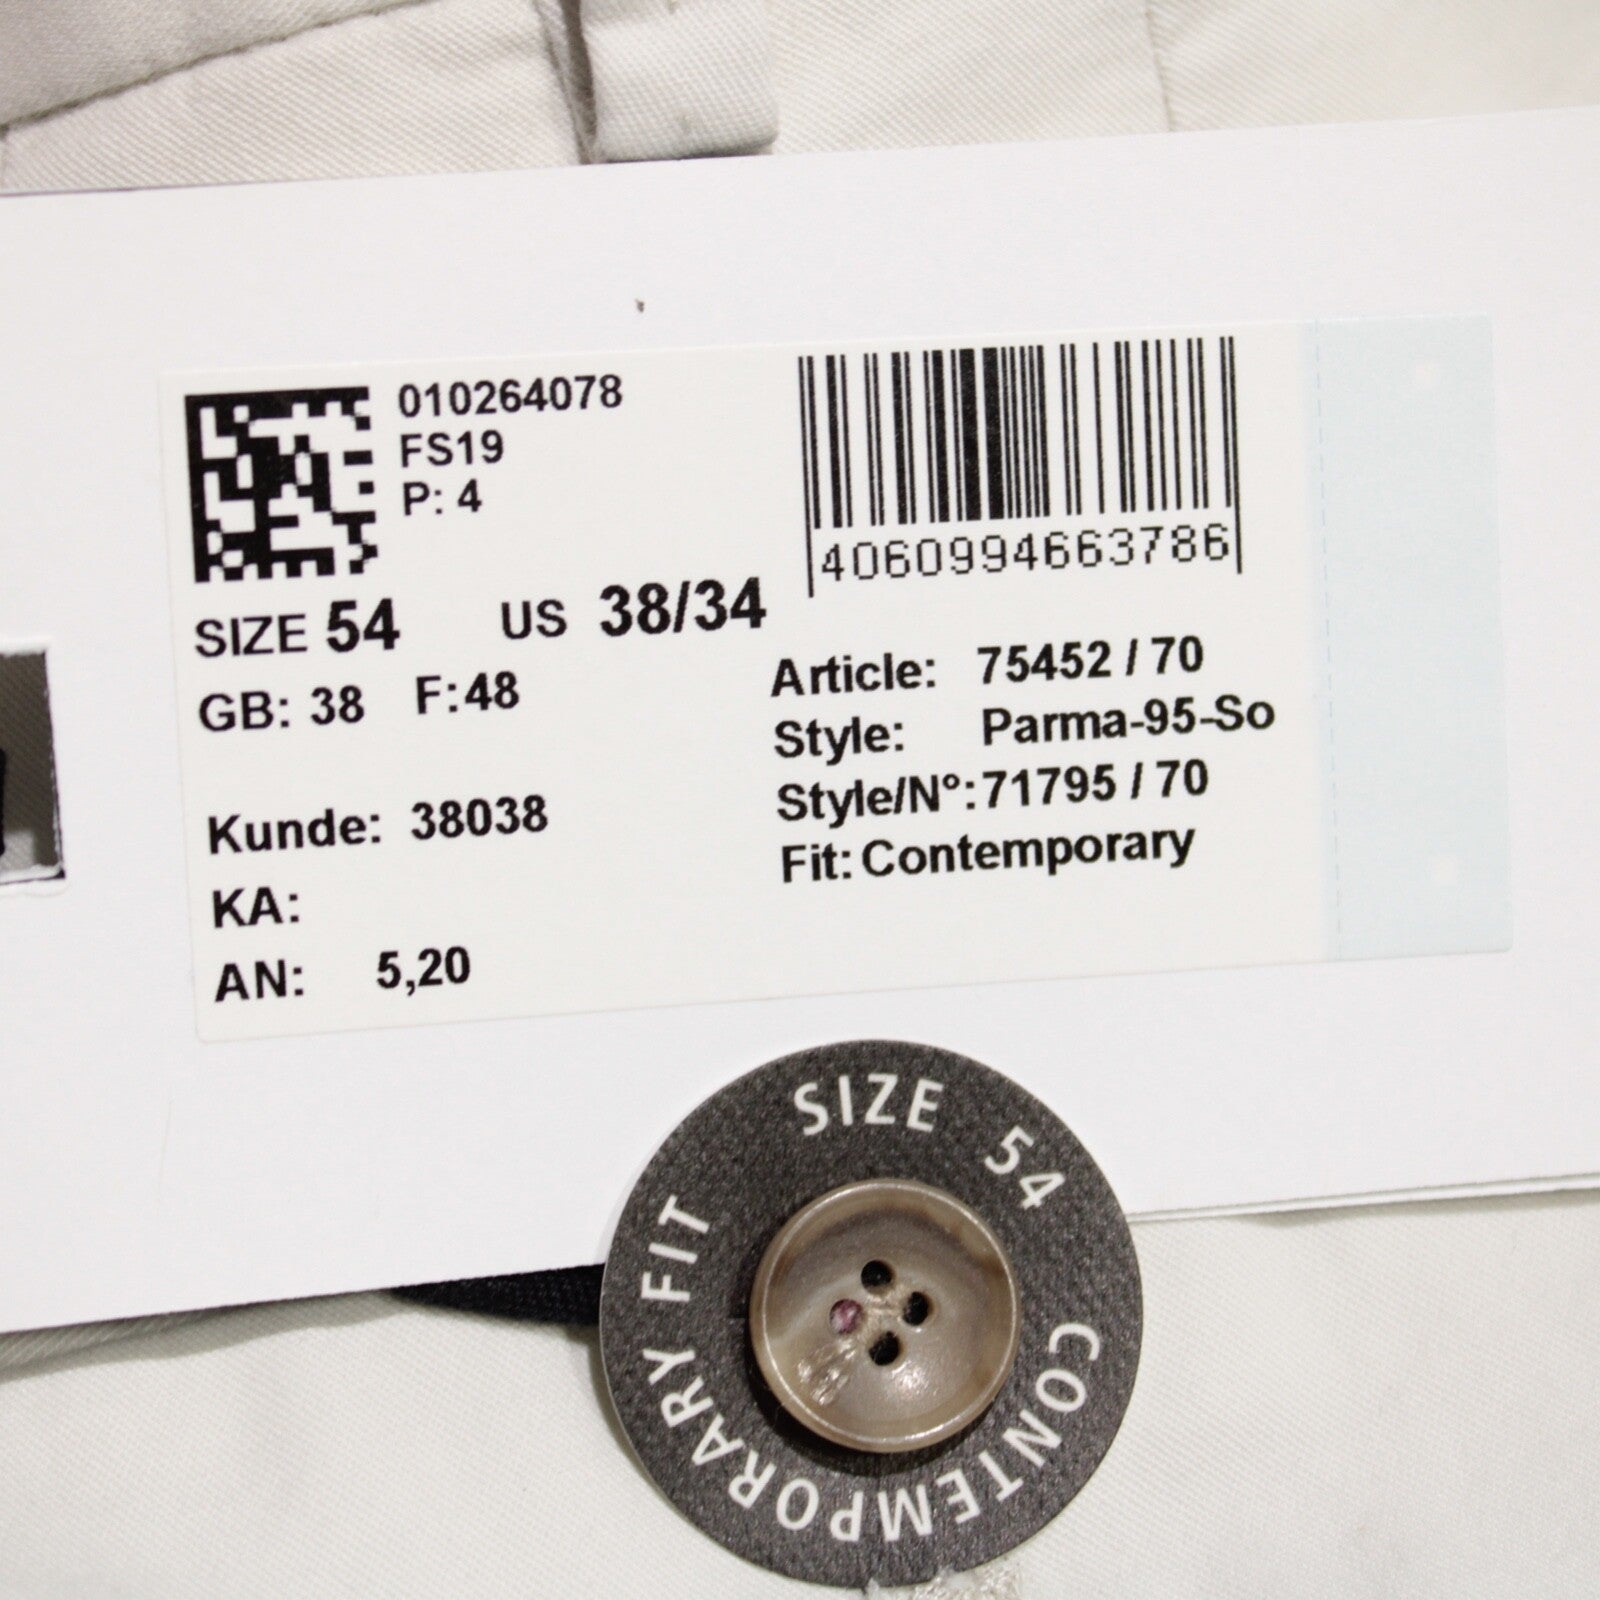 010264078
FS19
P: 4
4060994663786
SIZE 54 US 38/34
GB: 38 F:48
Kunde: 38038
KA:
AN: 5,20
Article: 75452 / 70
Style: Parma-95-So
Style/N°:71795 / 70
Fit: Contemporary
SIZE 54
CONTEMPORARY FIT